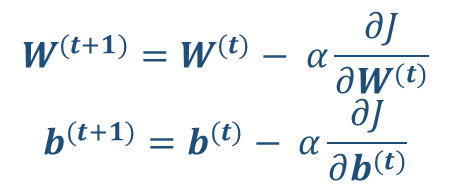 W^(t+1) = W^(t) − α ∂J/∂W^(t)
b^(t+1) = b^(t) − α ∂J/∂b^(t)